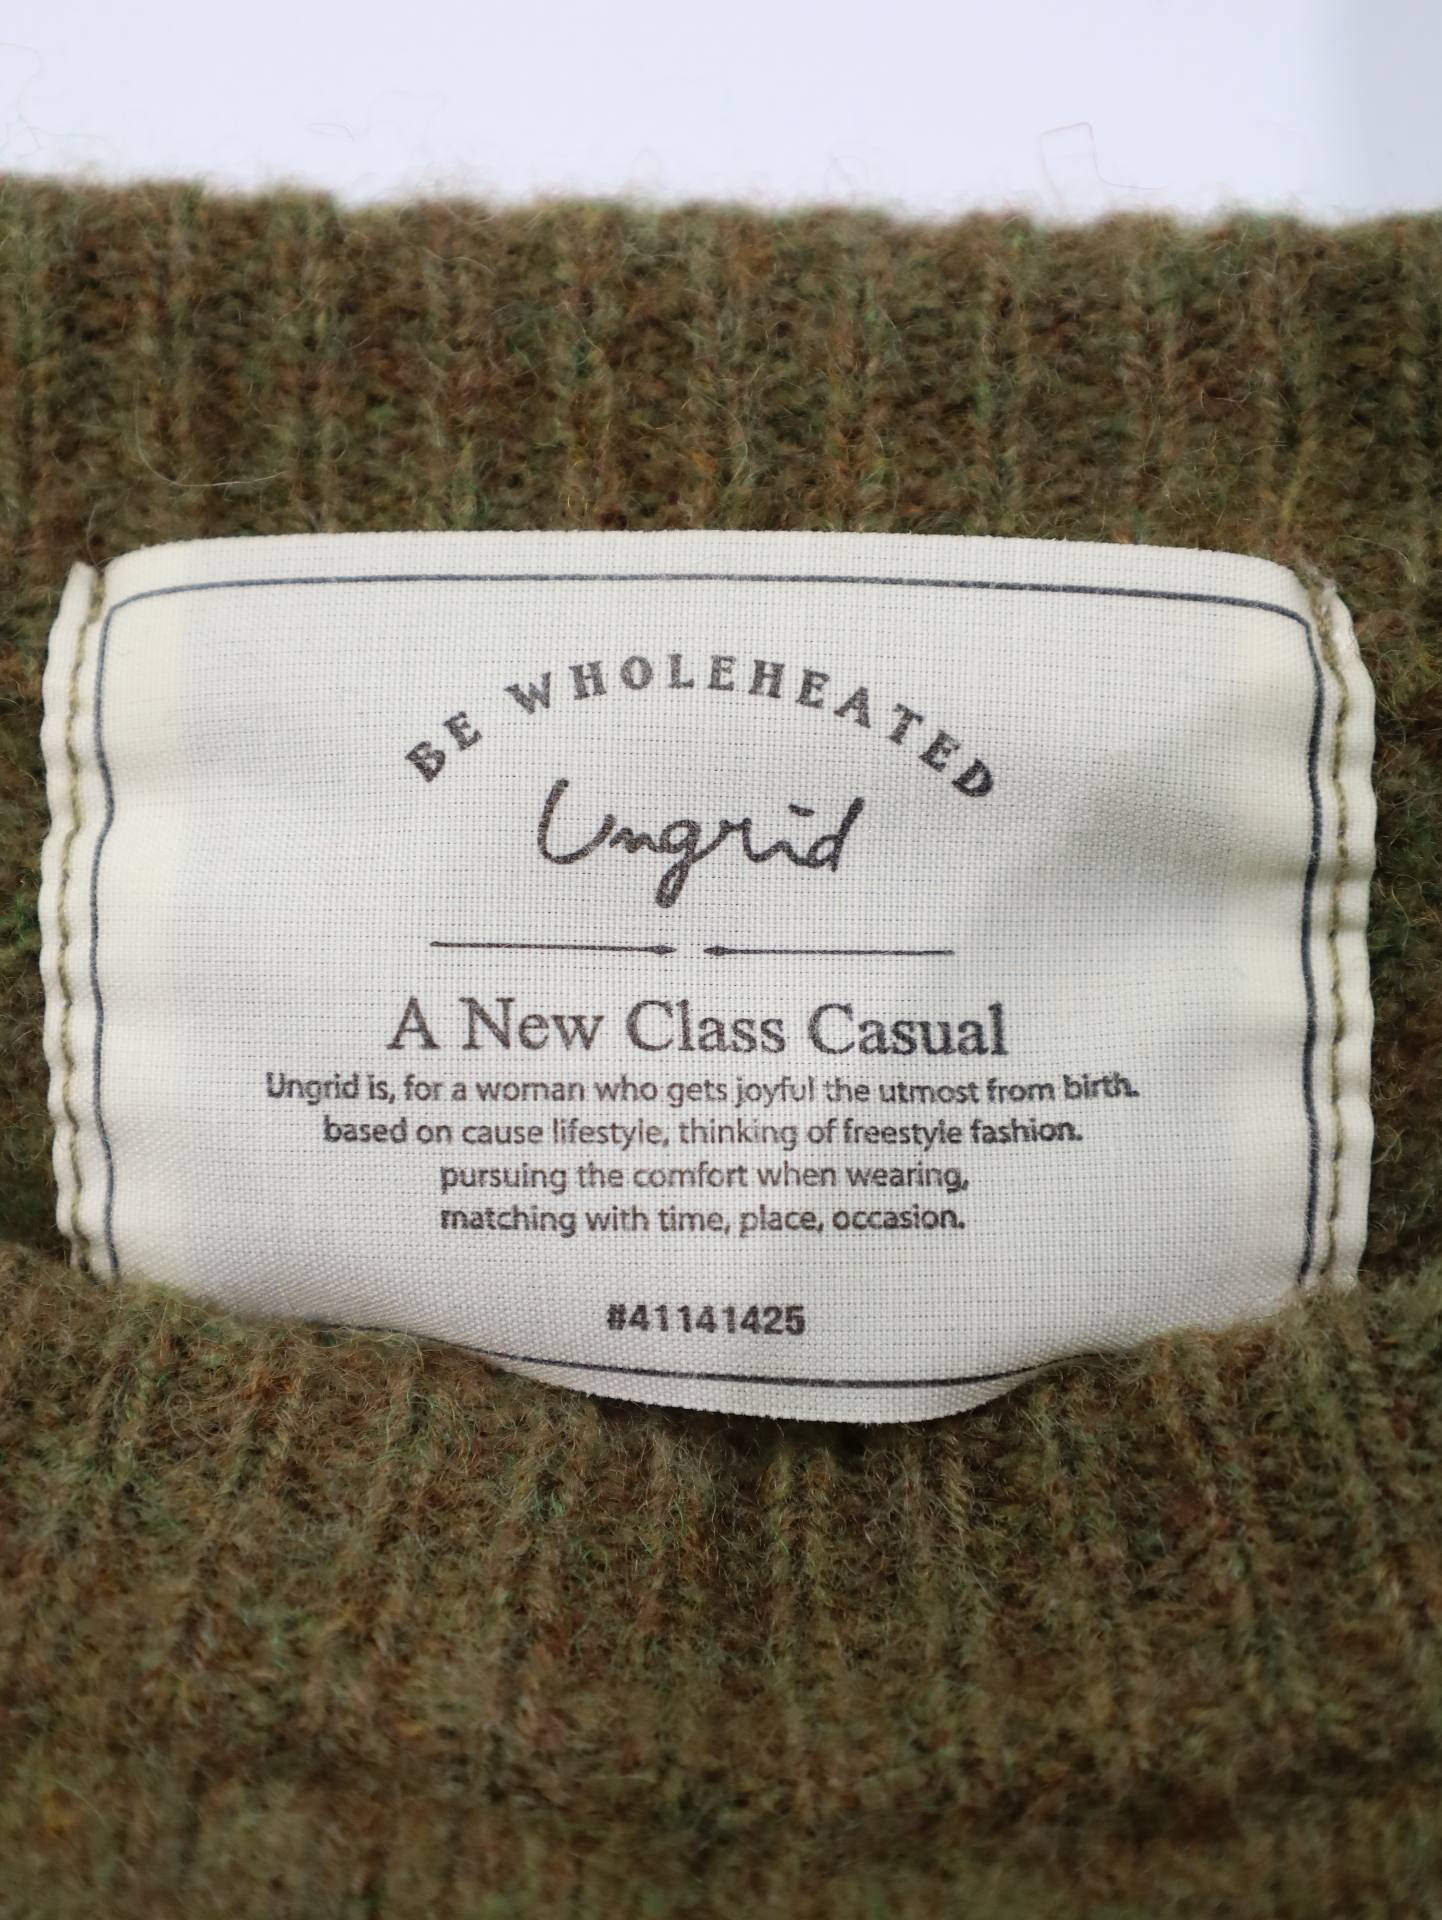 BE WHOLEHEATED
Ungrid
A New Class Casual
Ungrid is, for a woman who gets joyful the utmost from birth.
based on cause lifestyle, thinking of freestyle fashion.
pursuing the comfort when wearing,
matching with time, place, occasion.
#41141425